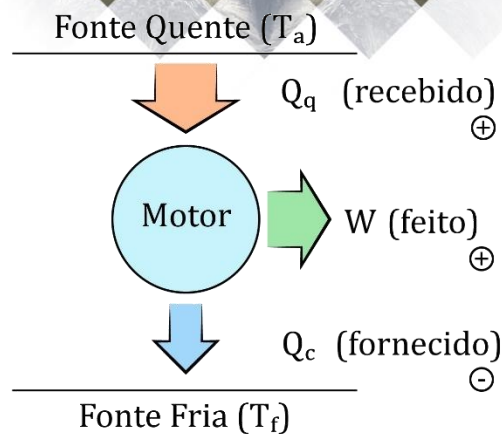 Fonte Quente (Tₐ)
Q_q (recebido)
+
Motor
W (feito)
+
Q_c (fornecido)
-
Fonte Fria (T_f)